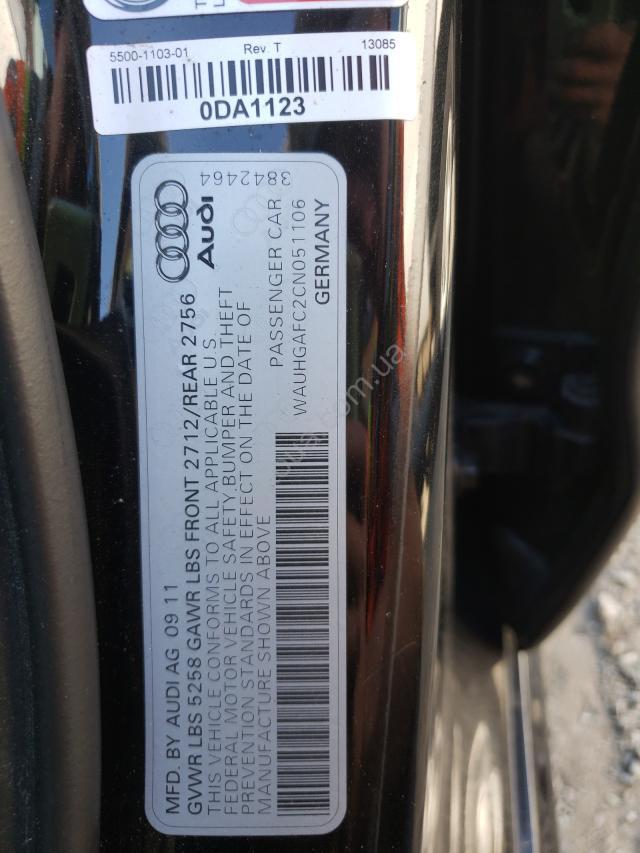 5500-1103-01 Rev. T 13085
0DA1123
3842464
Audi
MFD. BY AUDI AG 09 11
GVWR LBS 5258 GAWR LBS FRONT 2712/REAR 2756
THIS VEHICLE CONFORMS TO ALL APPLICABLE U.S.
FEDERAL MOTOR VEHICLE SAFETY BUMPER AND THEFT
PREVENTION STANDARDS IN EFFECT ON THE DATE OF
MANUFACTURE SHOWN ABOVE PASSENGER CAR
WAUHGAFC2CN051106
GERMANY